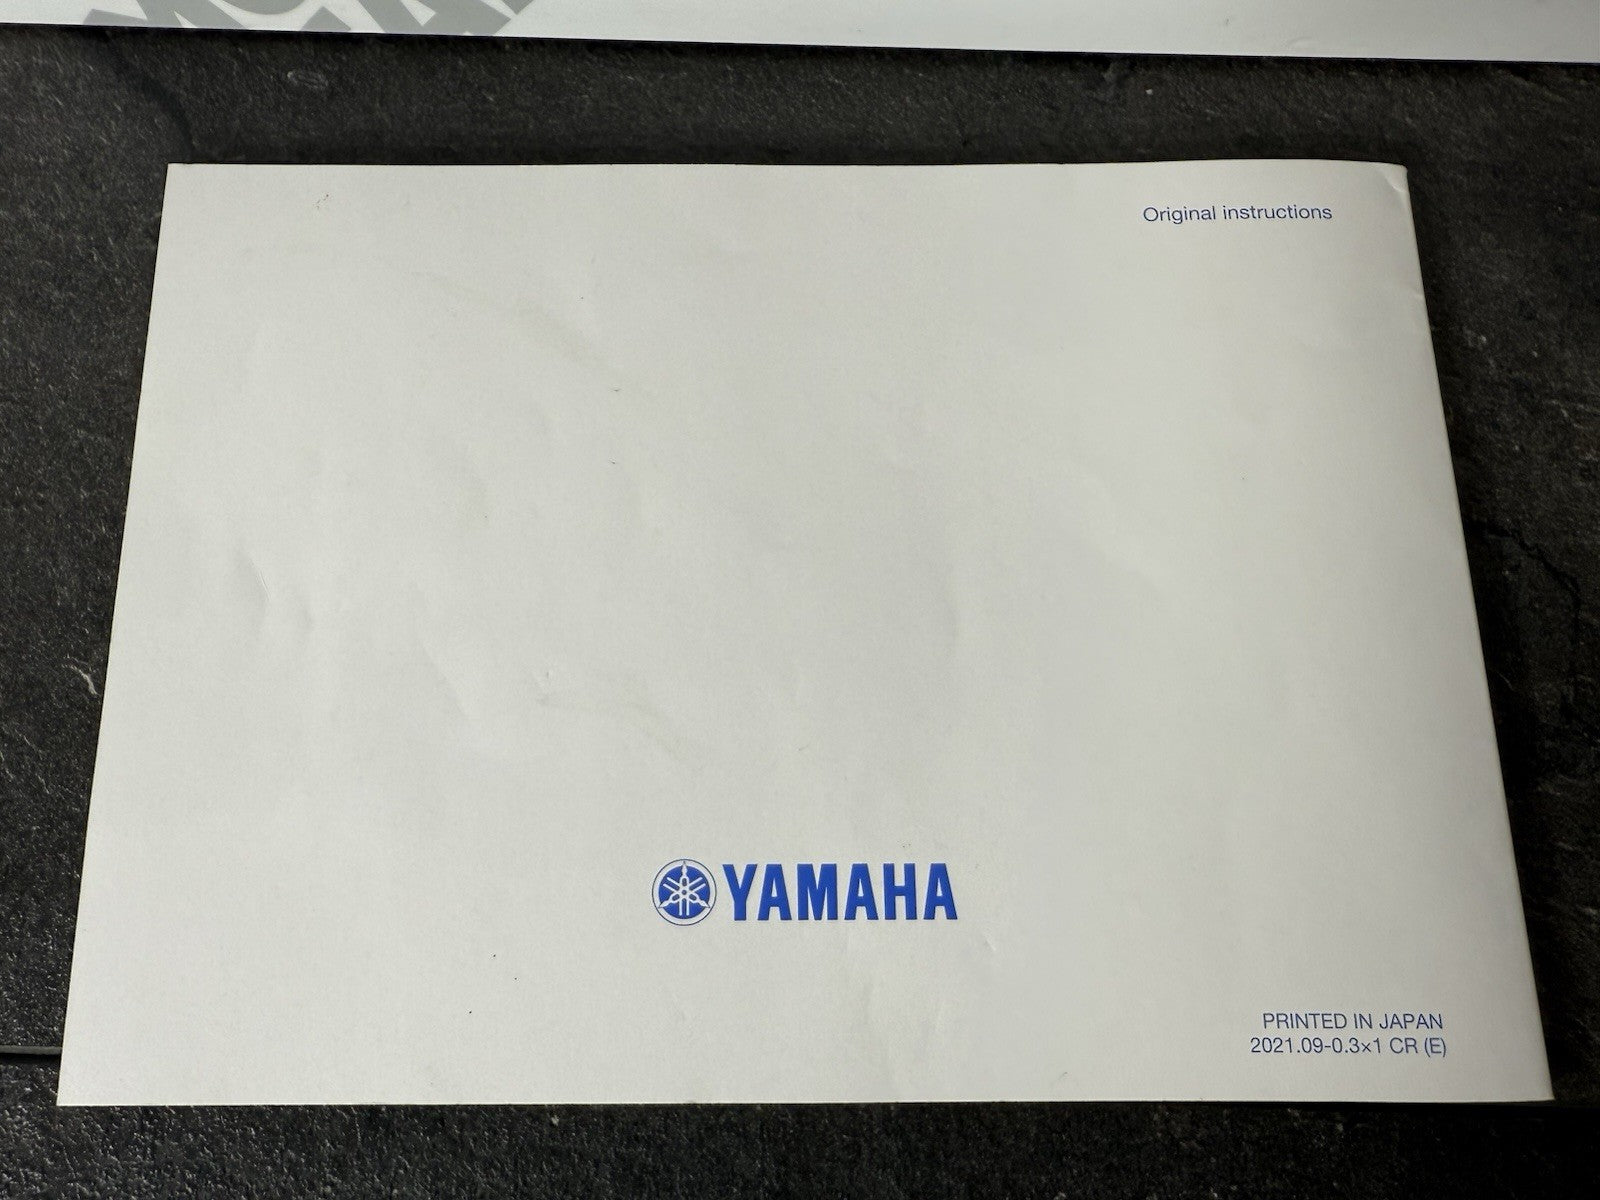 Original instructions
YAMAHA
PRINTED IN JAPAN
2021.09-0.3×1 CR (E)